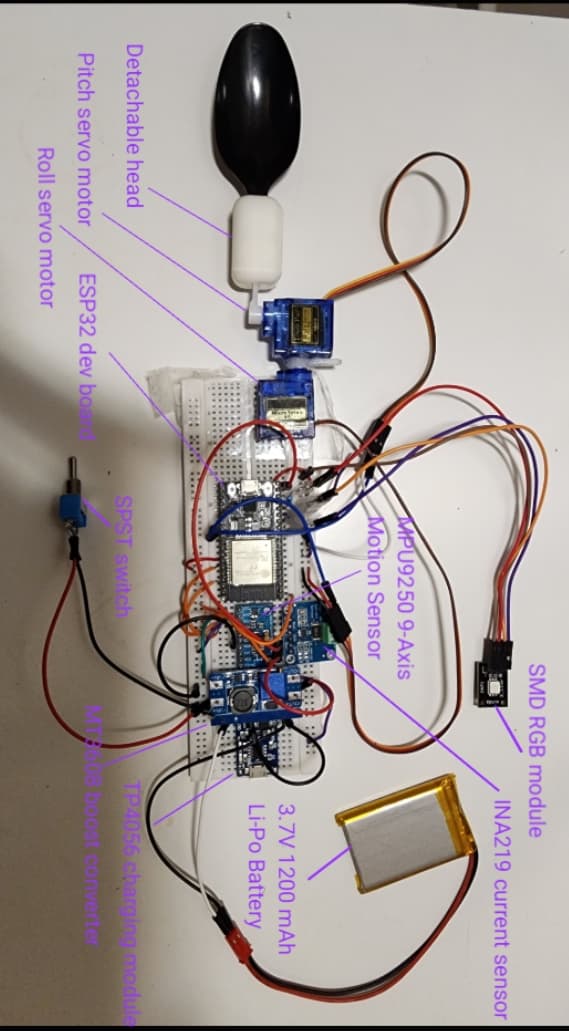 Detachable head
Pitch servo motor
Roll servo motor
ESP32 dev board
SPST switch
MPU9250 9-Axis
Motion Sensor
SMD RGB module
INA219 current sensor
3.7V 1200 mAh
Li-Po Battery
TP4056 charging module
MT3608 boost converter